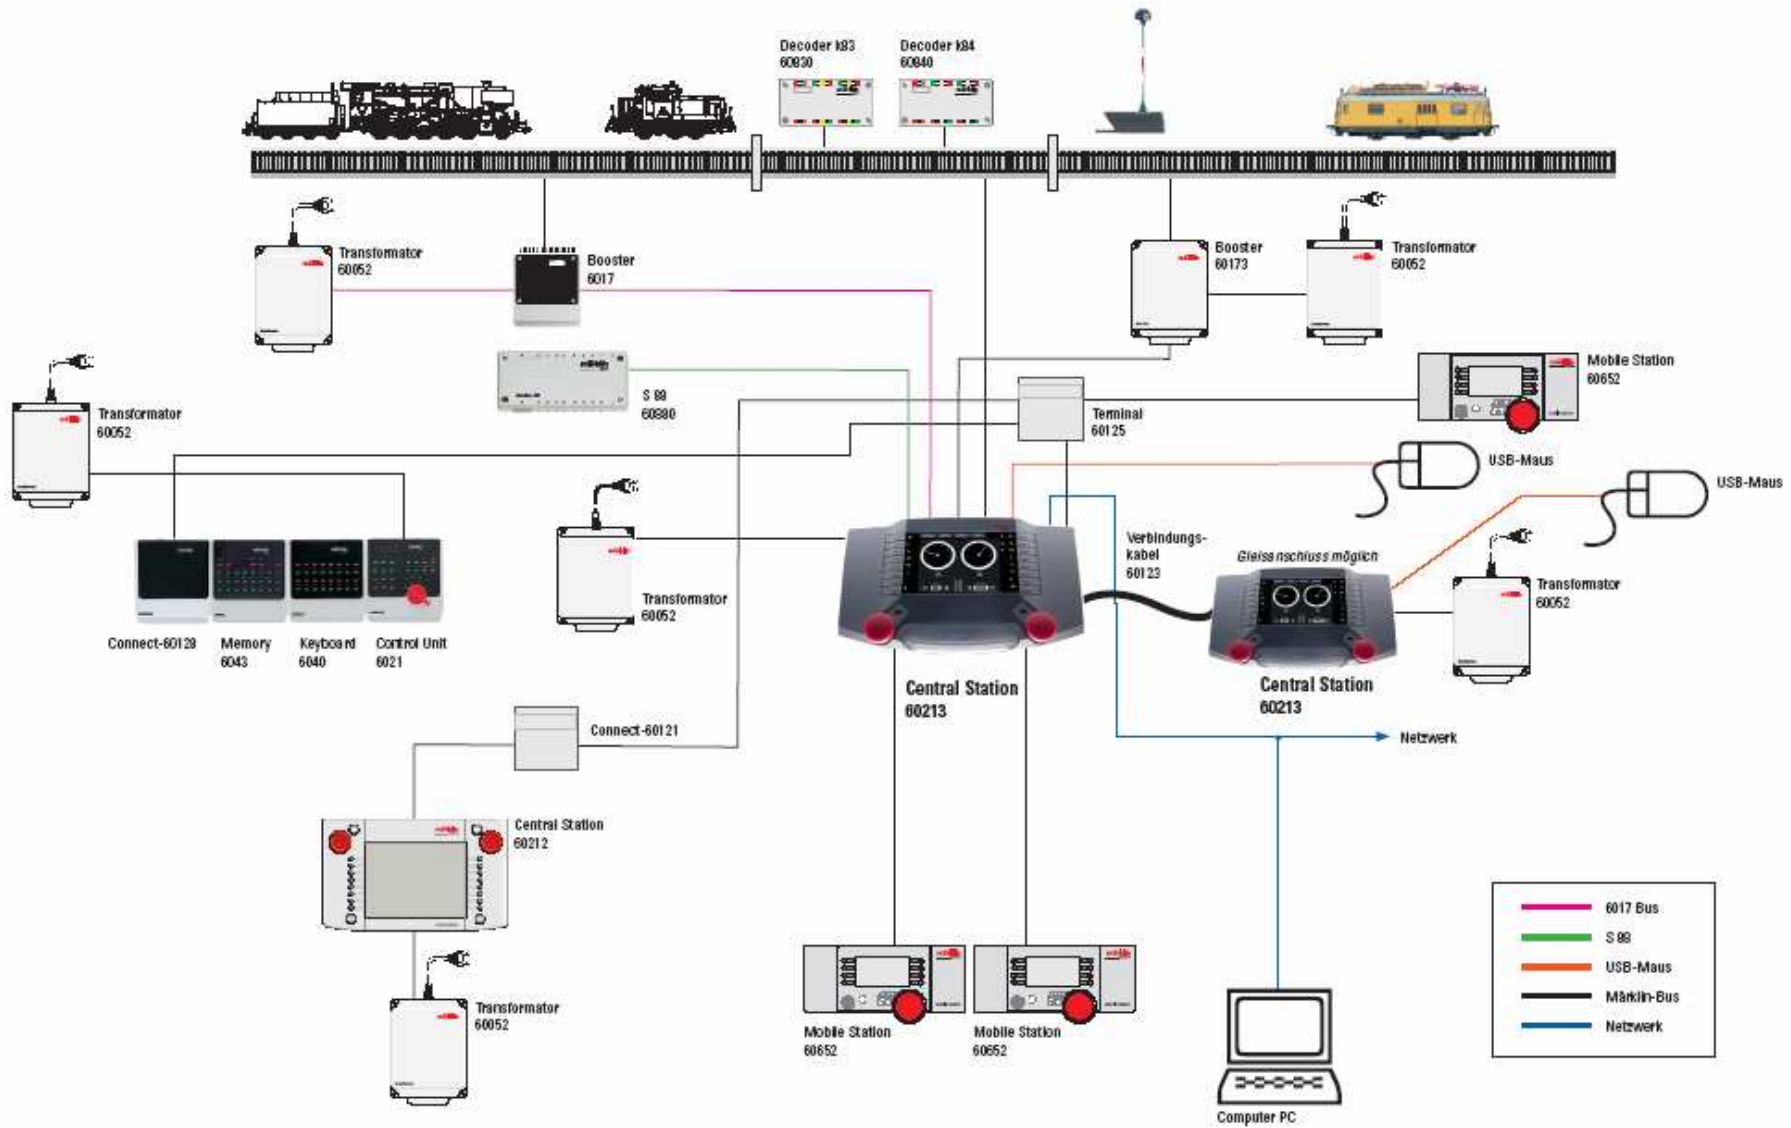 Decoder k83
60830
Decoder k84
60840
Transformator
60052
Booster
6017
Booster
60173
Transformator
60052
S 88
60880
Terminal
60125
Mobile Station
60652
Transformator
60052
USB-Maus
USB-Maus
Verbindungs-
kabel
60123
Gleisanschluss möglich
Transformator
60052
Transformator
60052
Connect-60128
Memory
6043
Keyboard
6040
Control Unit
6021
Central Station
60213
Central Station
60213
Connect-60121
Netzwerk
Central Station
60212
Transformator
60052
Mobile Station
60652
Mobile Station
60652
Computer PC
6017 Bus
S 88
USB-Maus
Märklin-Bus
Netzwerk